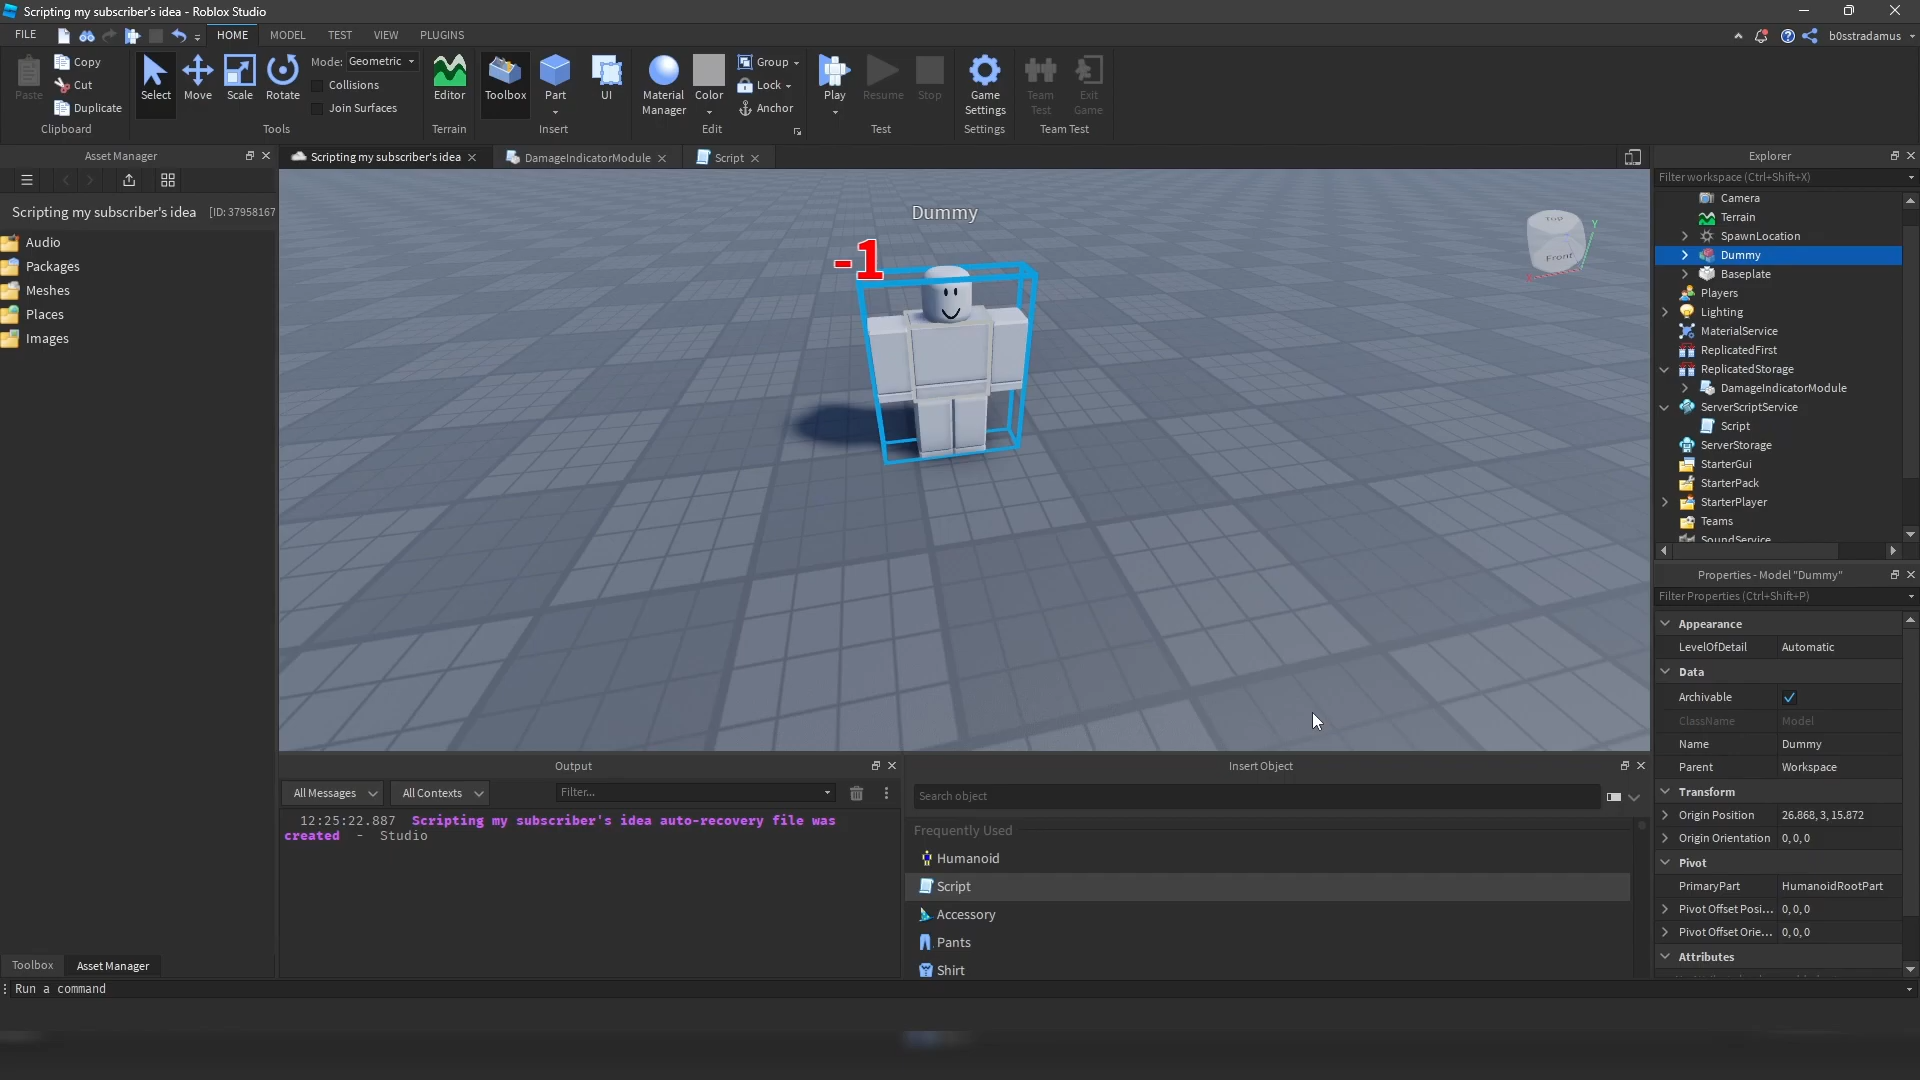 Scripting my subscriber's idea - Roblox Studio
FILE
HOME
MODEL
TEST
VIEW
PLUGINS
b0sstradamus
Paste
Copy
Cut
Duplicate
Clipboard
Select
Move
Scale
Rotate
Mode: Geometric
Collisions
Join Surfaces
Tools
Editor
Terrain
Toolbox
Part
UI
Insert
Material Manager
Color
Group
Lock
Anchor
Edit
Play
Resume
Stop
Test
Game Settings
Settings
Team Test
Exit Game
Team Test
Asset Manager
Scripting my subscriber's idea [ID: 37958167
Audio
Packages
Meshes
Places
Images
Toolbox
Asset Manager
Scripting my subscriber's idea
DamageIndicatorModule
Script
Dummy
-1
Top
Front
Y
Output
All Messages
All Contexts
Filter...
12:25:22.887 Scripting my subscriber's idea auto-recovery file was
created - Studio
Insert Object
Search object
Frequently Used
Humanoid
Script
Accessory
Pants
Shirt
Explorer
Filter workspace (Ctrl+Shift+X)
Camera
Terrain
SpawnLocation
Dummy
Baseplate
Players
Lighting
MaterialService
ReplicatedFirst
ReplicatedStorage
DamageIndicatorModule
ServerScriptService
Script
ServerStorage
StarterGui
StarterPack
StarterPlayer
Teams
SoundService
Properties - Model "Dummy"
Filter Properties (Ctrl+Shift+P)
Appearance
LevelOfDetail Automatic
Data
Archivable
ClassName Model
Name Dummy
Parent Workspace
Transform
Origin Position 26.868, 3, 15.872
Origin Orientation 0, 0, 0
Pivot
PrimaryPart HumanoidRootPart
Pivot Offset Posi... 0, 0, 0
Pivot Offset Orie... 0, 0, 0
Attributes
Run a command